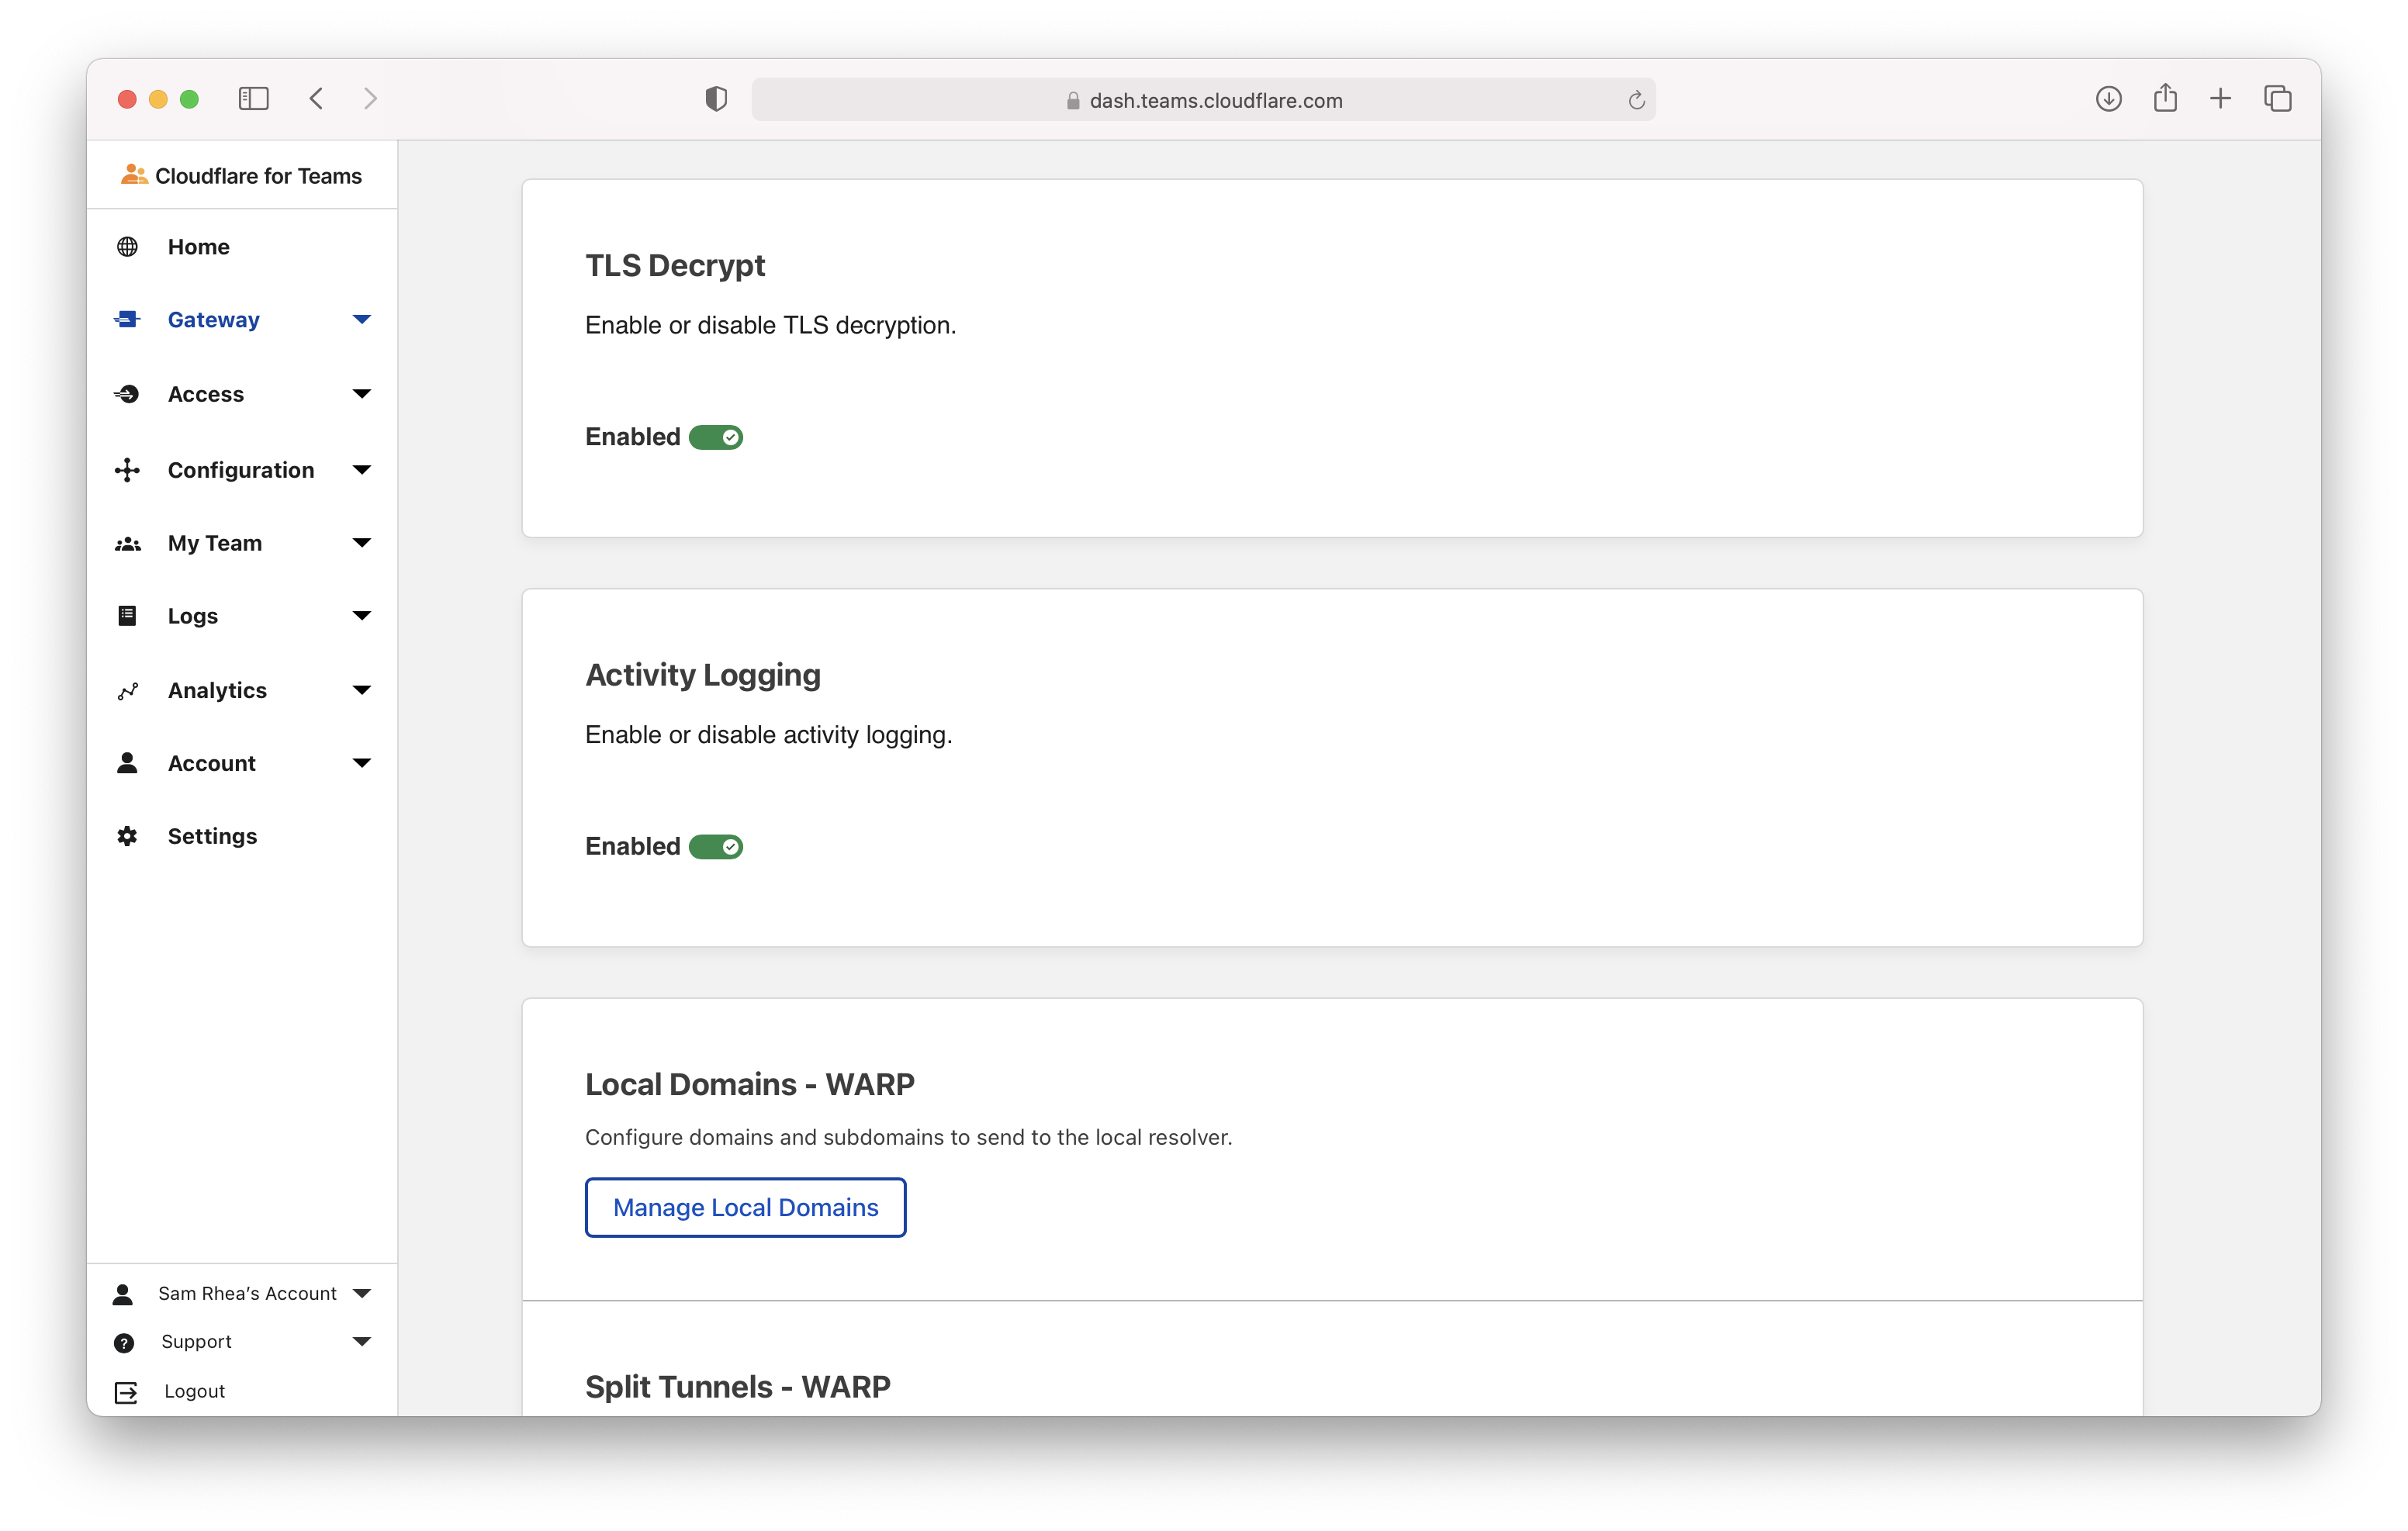 dash.teams.cloudflare.com
Cloudflare for Teams
Home
Gateway
Access
Configuration
My Team
Logs
Analytics
Account
Settings
Sam Rhea’s Account
Support
Logout
TLS Decrypt
Enable or disable TLS decryption.
Enabled
Activity Logging
Enable or disable activity logging.
Enabled
Local Domains - WARP
Configure domains and subdomains to send to the local resolver.
Manage Local Domains
Split Tunnels - WARP